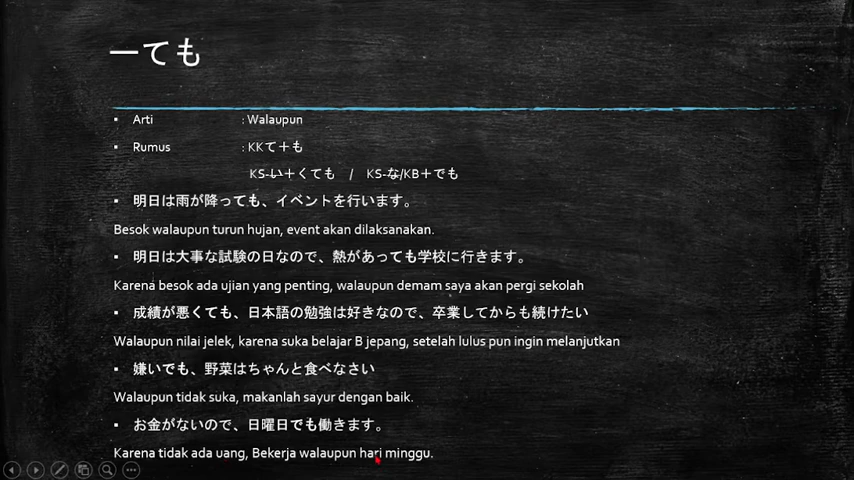 ーても
▪ Arti : Walaupun
▪ Rumus : KKて＋も
KS-い＋くても / KS-な/KB＋でも
▪ 明日は雨が降っても、イベントを行います。
Besok walaupun turun hujan, event akan dilaksanakan.
▪ 明日は大事な試験の日なので、熱があっても学校に行きます。
Karena besok ada ujian yang penting, walaupun demam saya akan pergi sekolah
▪ 成績が悪くても、日本語の勉強は好きなので、卒業してからも続けたい
Walaupun nilai jelek, karena suka belajar B jepang, setelah lulus pun ingin melanjutkan
▪ 嫌いでも、野菜はちゃんと食べなさい
Walaupun tidak suka, makanlah sayur dengan baik.
▪ お金がないので、日曜日でも働きます。
Karena tidak ada uang, Bekerja walaupun hari minggu.